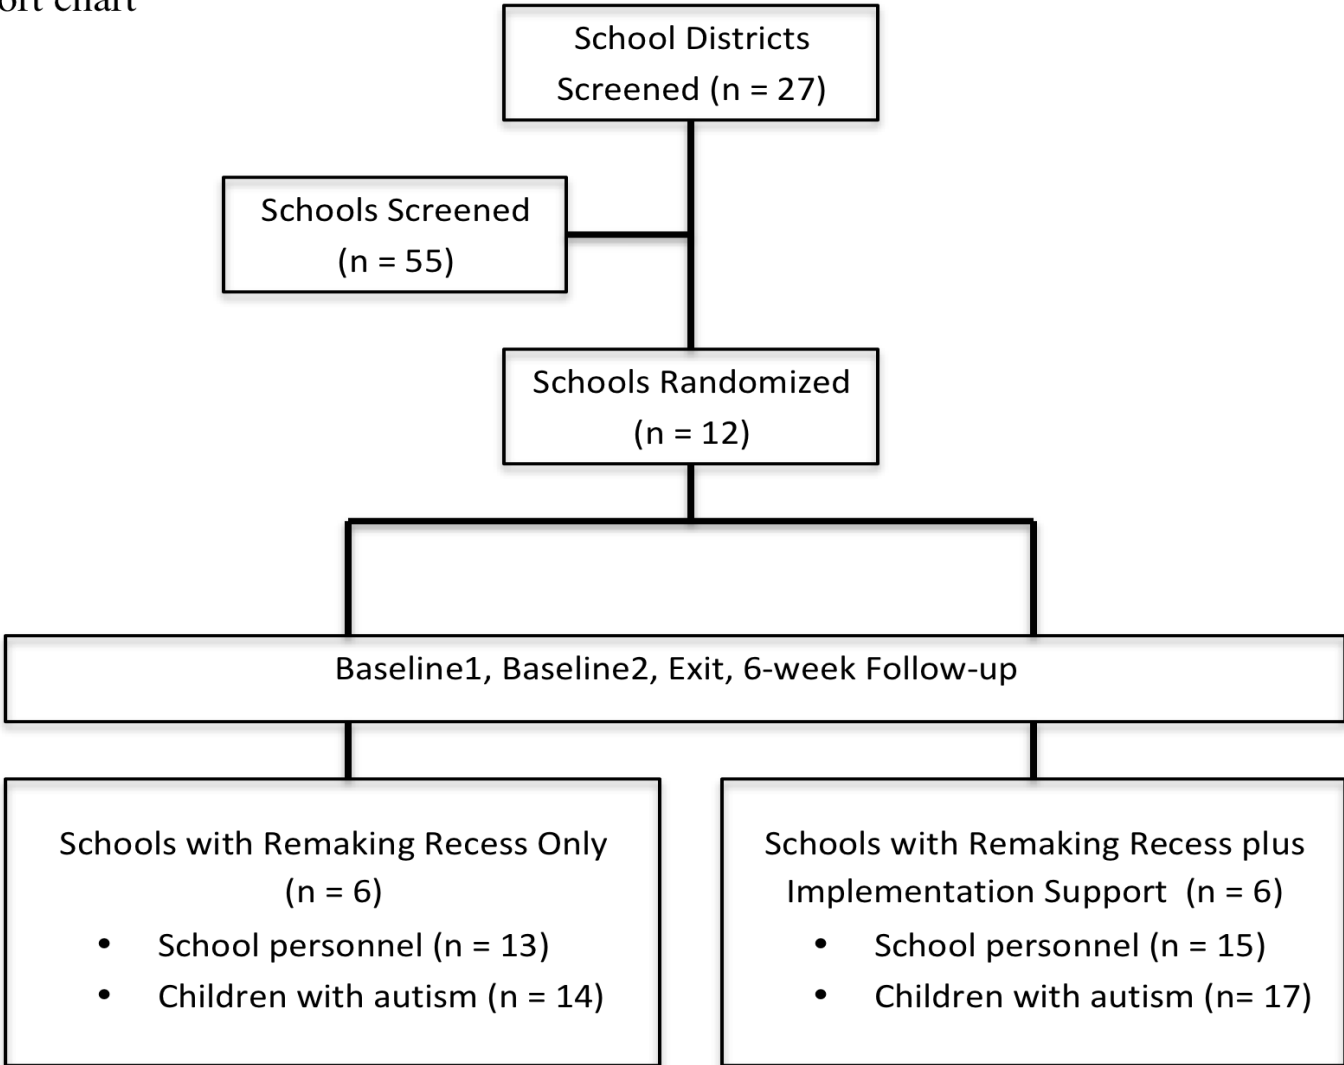 chart
School Districts
Screened (n = 27)
Schools Screened
(n = 55)
Schools Randomized
(n = 12)
Baseline1, Baseline2, Exit, 6-week Follow-up
Schools with Remaking Recess Only
(n = 6)
• School personnel (n = 13)
• Children with autism (n = 14)
Schools with Remaking Recess plus
Implementation Support (n = 6)
• School personnel (n = 15)
• Children with autism (n= 17)